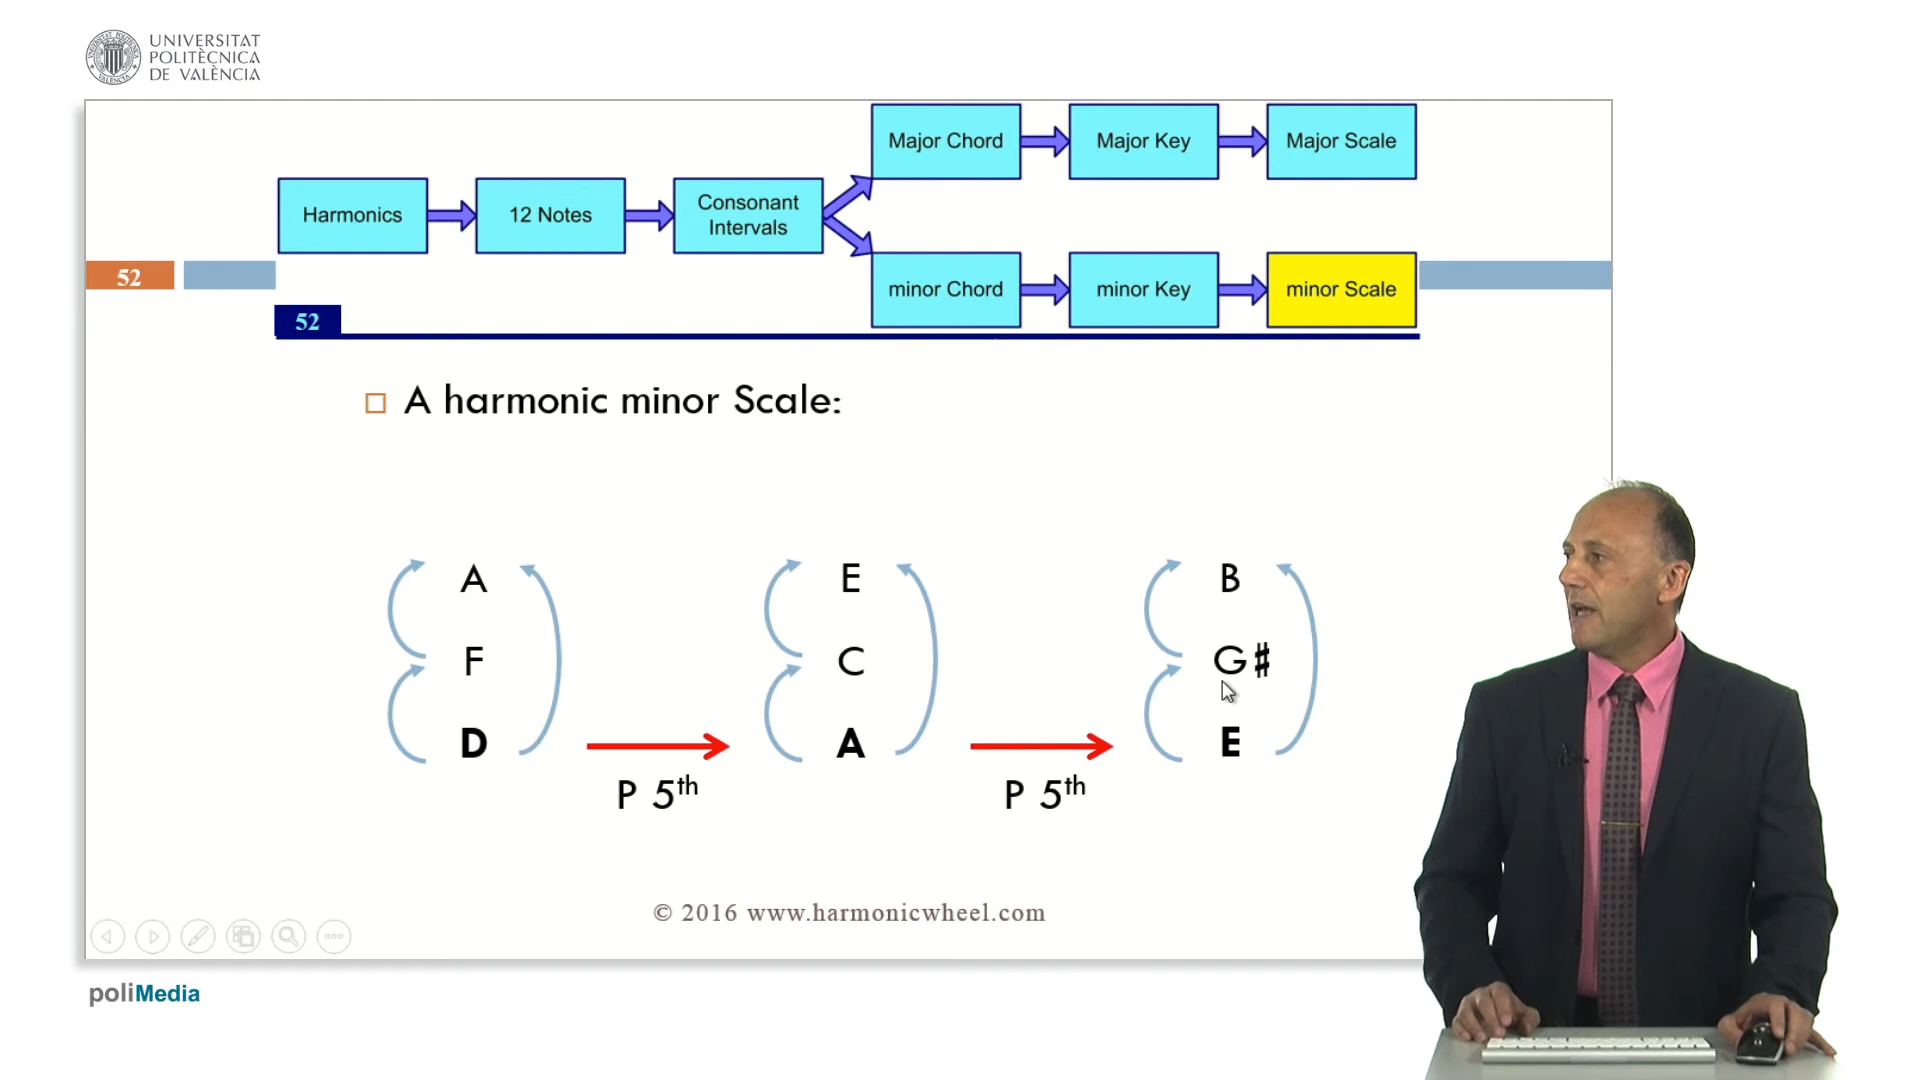 UNIVERSITAT
POLITÈCNICA
DE VALÈNCIA
Major Chord
Major Key
Major Scale
Harmonics
12 Notes
Consonant
Intervals
minor Chord
minor Key
minor Scale
52
52
A harmonic minor Scale:
A E B
F C G#
D A E
P 5th P 5th
© 2016 www.harmonicwheel.com
poliMedia